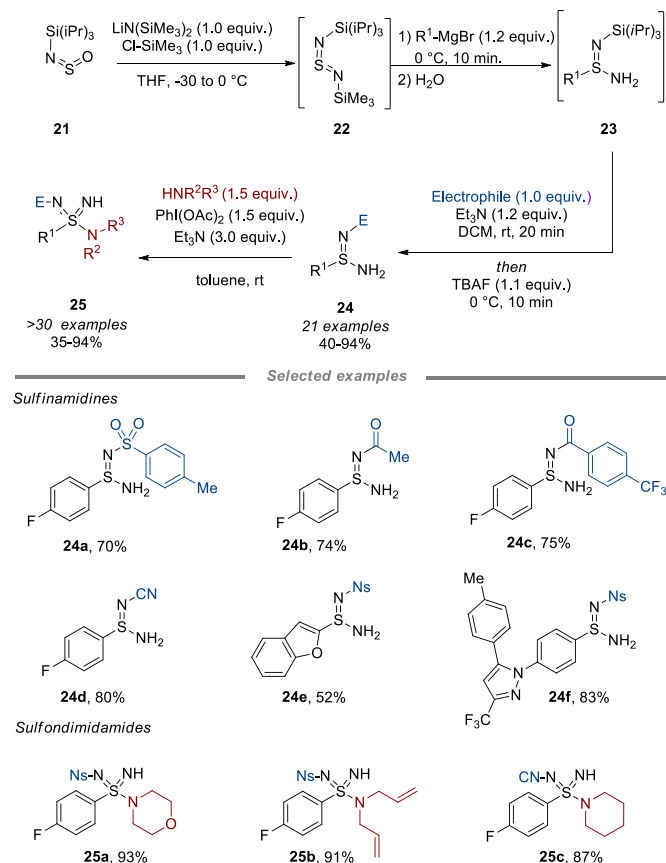 Si(iPr)3
N
S
O
21
LiN(SiMe3)2 (1.0 equiv.)
Cl-SiMe3 (1.0 equiv.)
THF, -30 to 0 °C
Si(iPr)3
N
S
N
SiMe3
22
1) R1-MgBr (1.2 equiv.)
0 °C, 10 min.
2) H2O
Si(iPr)3
N
R1
S
NH2
23
Electrophile (1.0 equiv.)
Et3N (1.2 equiv.)
DCM, rt, 20 min
then
TBAF (1.1 equiv.)
0 °C, 10 min
N
E
R1
S
NH2
24
21 examples
40-94%
HNR2R3 (1.5 equiv.)
PhI(OAc)2 (1.5 equiv.)
Et3N (3.0 equiv.)
toluene, rt
E-N
NH
S
R1
N
R3
R2
25
>30 examples
35-94%
Selected examples
Sulfinamidines
O
O
S
N
S
NH2
Me
F
24a, 70%
O
N
Me
S
NH2
F
24b, 74%
O
N
S
NH2
CF3
F
24c, 75%
CN
N
S
NH2
F
24d, 80%
Ns
N
S
NH2
O
24e, 52%
Me
Ns
N
S
NH2
N
N
F3C
24f, 83%
Sulfondimidamides
Ns-N
NH
S
N
O
F
25a, 93%
Ns-N
NH
S
N
F
25b, 91%
CN-N
NH
S
N
F
25c, 87%